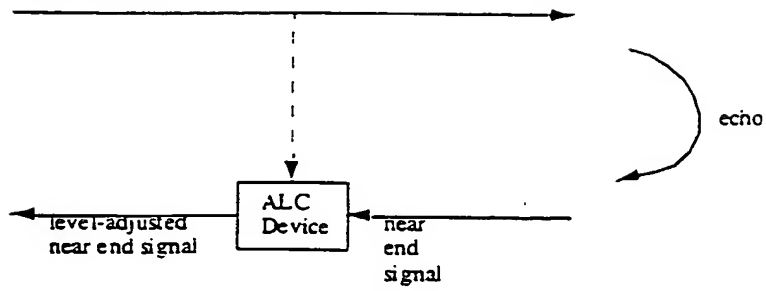 echo
ALC
Device
level-adjusted
near end signal
near
end
signal